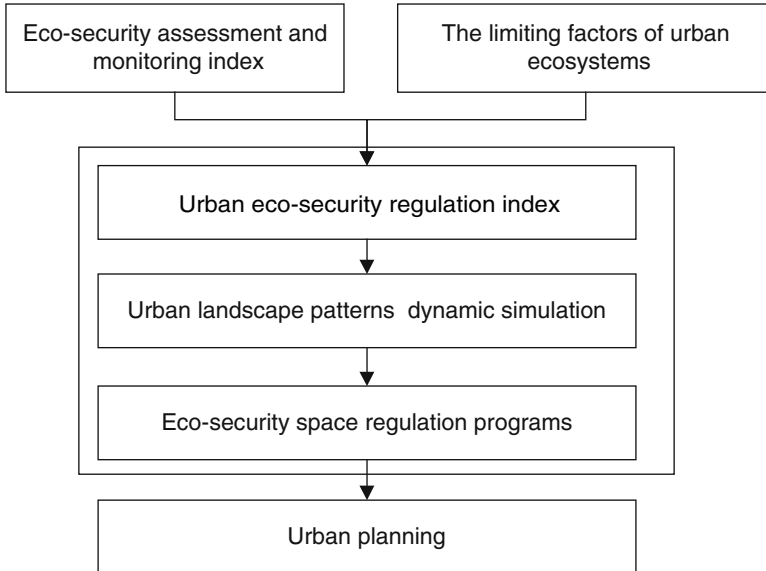 Eco-security assessment and
monitoring index
The limiting factors of urban
ecosystems
Urban eco-security regulation index
Urban landscape patterns dynamic simulation
Eco-security space regulation programs
Urban planning